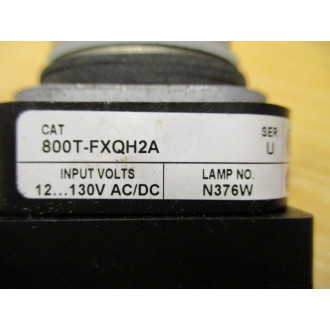 CAT SER
800T-FXQH2A U
INPUT VOLTS LAMP NO.
12...130V AC/DC N376W